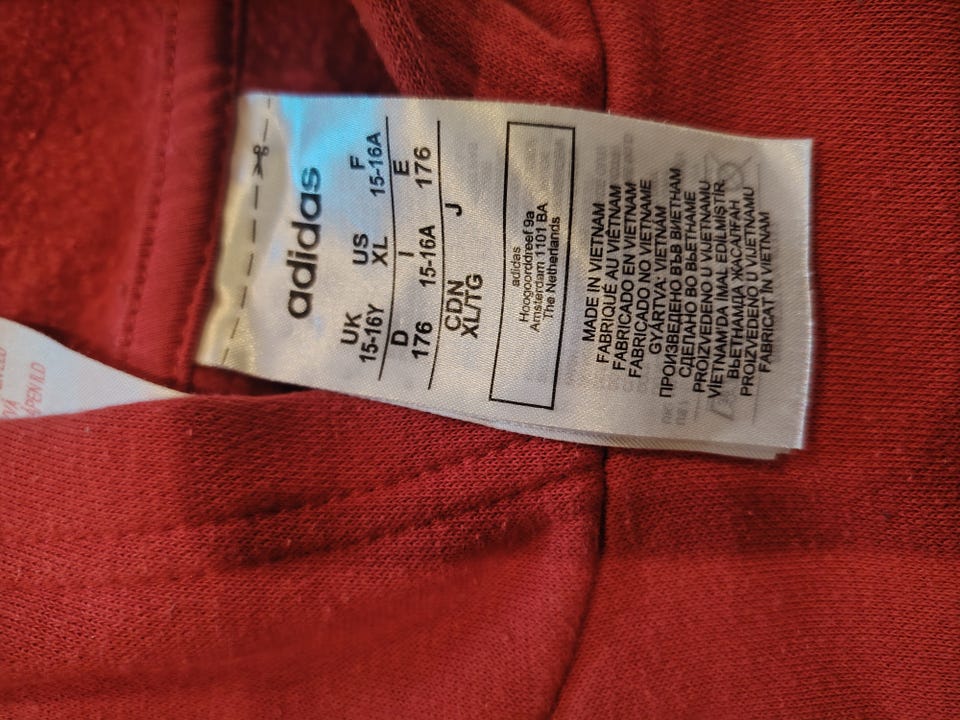 adidas
UK US F
15-16Y XL 15-16A
D I E
176 15-16A 176
CDN J
XL/TG
adidas
Hoogoorddreef 9a
Amsterdam 1101 BA
The Netherlands
MADE IN VIETNAM
FABRIQUÉ AU VIETNAM
FABRICADO EN VIETNAM
FABRICADO NO VIETNAME
GYÁRTVA: VIETNAM
ПРОИЗВЕДЕНО ВЪВ ВИЕТНАМ
СДЕЛАНО ВО ВЬЕТНАМЕ
PROIZVEDENO U VIJETNAMU
VİETNAM'DA İMAL EDİLMİŞTİR.
ВЬЕТНАМДА ЖАСАЛҒАН
PROIZVEDENO U VIJETNAMU
FABRICAT ÎN VIETNAM